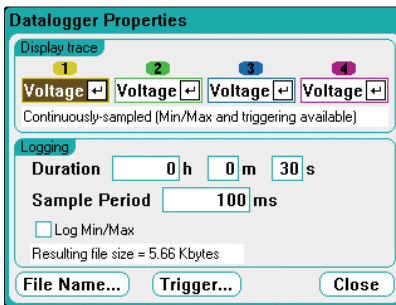 Datalogger Properties
Display trace
1 2 3 4
Voltage Voltage Voltage Voltage
Continuously-sampled (Min/Max and triggering available)
Logging
Duration 0 h 0 m 30 s
Sample Period 100 ms
Log Min/Max
Resulting file size = 5.66 Kbytes
File Name... Trigger... Close